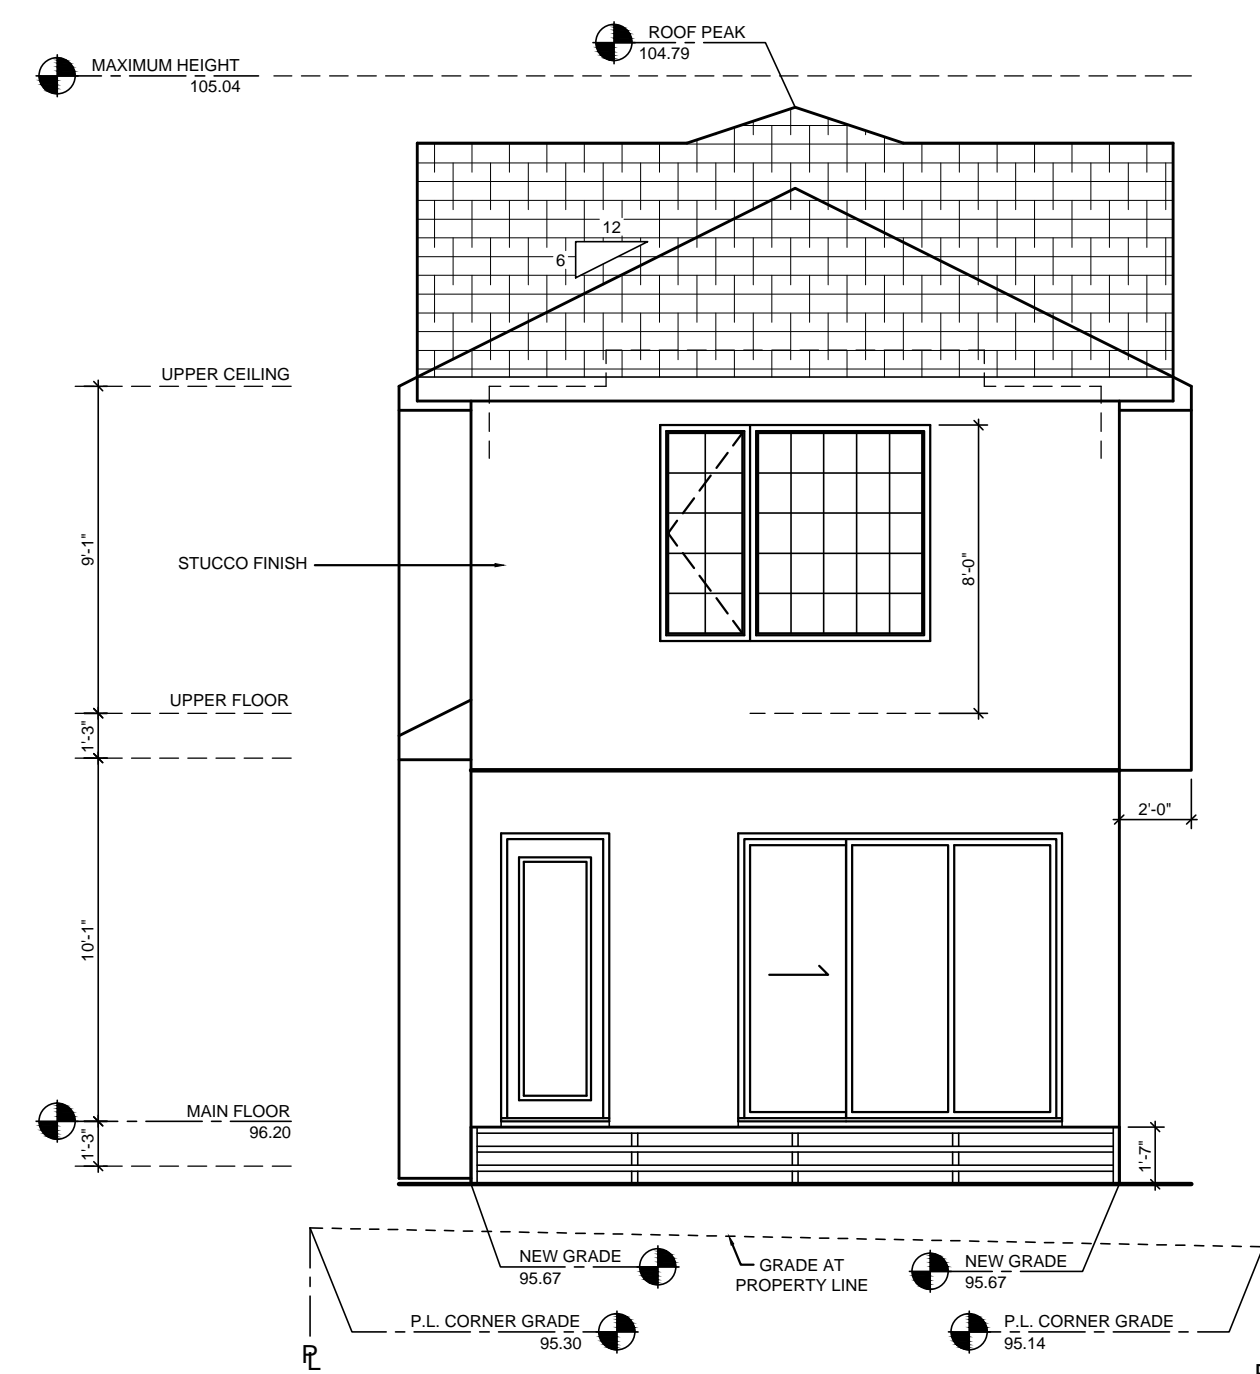 ROOF PEAK
104.79
MAXIMUM HEIGHT
105.04
12
6
UPPER CEILING
9'-1"
STUCCO FINISH
8'-0"
UPPER FLOOR
1'-3"
2'-0"
10'-1"
MAIN FLOOR
96.20
1'-3"
1'-7"
NEW GRADE
95.67
GRADE AT
PROPERTY LINE
NEW GRADE
95.67
P.L. CORNER GRADE
95.30
P.L. CORNER GRADE
95.14
PL